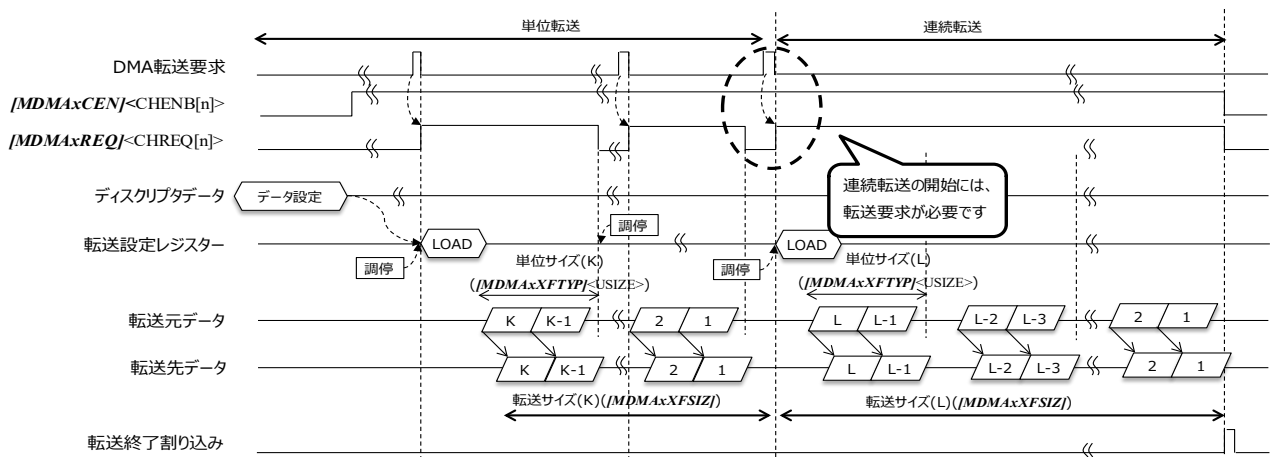 単位転送
連続転送
DMA転送要求
[MDMAxCEN]<CHENB[n]>
[MDMAxREQ]<CHREQ[n]>
連続転送の開始には、
転送要求が必要です
ディスクリプタデータ
データ設定
転送設定レジスター
LOAD
調停
調停
調停
LOAD
単位サイズ(K)
([MDMAxXFTYP]<USIZE>)
単位サイズ(L)
([MDMAxXFTYP]<USIZE>)
転送元データ
K K-1 2 1 L L-1 L-2 L-3 2 1
転送先データ
K K-1 2 1 L L-1 L-2 L-3 2 1
転送サイズ(K)([MDMAxXFSIZ])
転送サイズ(L)([MDMAxXFSIZ])
転送終了割り込み